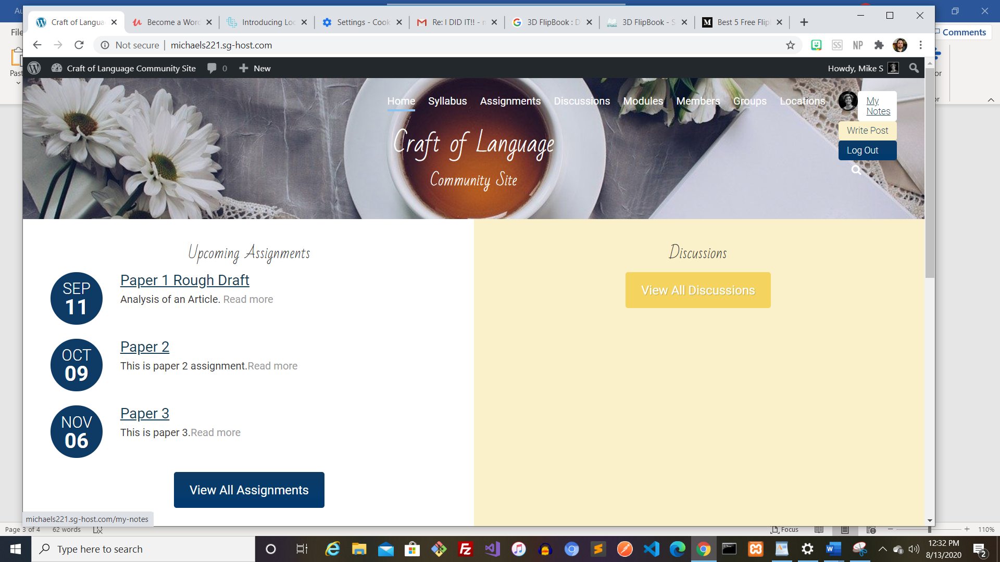 Au
File
Comments
Craft of Langua
Become a Word
Introducing Loc
Settings - Cook
Re: I DID IT!! - n
3D FlipBook : D
3D FlipBook - S
Best 5 Free Flip
Not secure | michaels221.sg-host.com
SS
NP
Past
or
Craft of Language Community Site
0
New
Howdy, Mike S
Home
Syllabus
Assignments
Discussions
Modules
Members
Groups
Locations
My
Notes
Write Post
Log Out
Craft of Language
Community Site
Upcoming Assignments
Discussions
SEP
11
Paper 1 Rough Draft
Analysis of an Article. Read more
View All Discussions
OCT
09
Paper 2
This is paper 2 assignment.Read more
NOV
06
Paper 3
This is paper 3.Read more
View All Assignments
michaels221.sg-host.com/my-notes
Page 3 of 4
62 words
Focus
110%
Type here to search
12:32 PM
8/13/2020
2